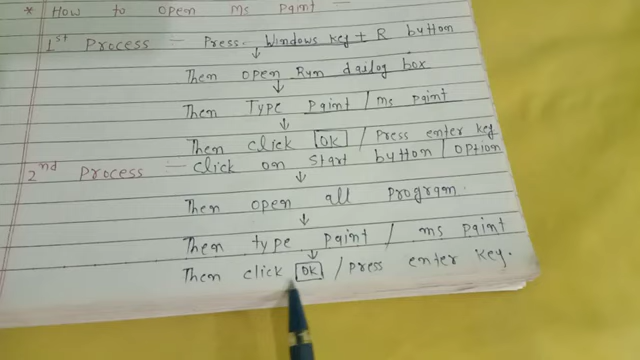 * How to open ms paint —
1st Process — Press Windows key + R button
↓
Then open Run dailog box
↓
Then Type Paint / ms paint
↓
Then click OK / Press enter key
2nd Process — click on Start button / option
↓
Then open all program.
↓
Then type paint / ms paint
↓
Then click OK / press enter key.